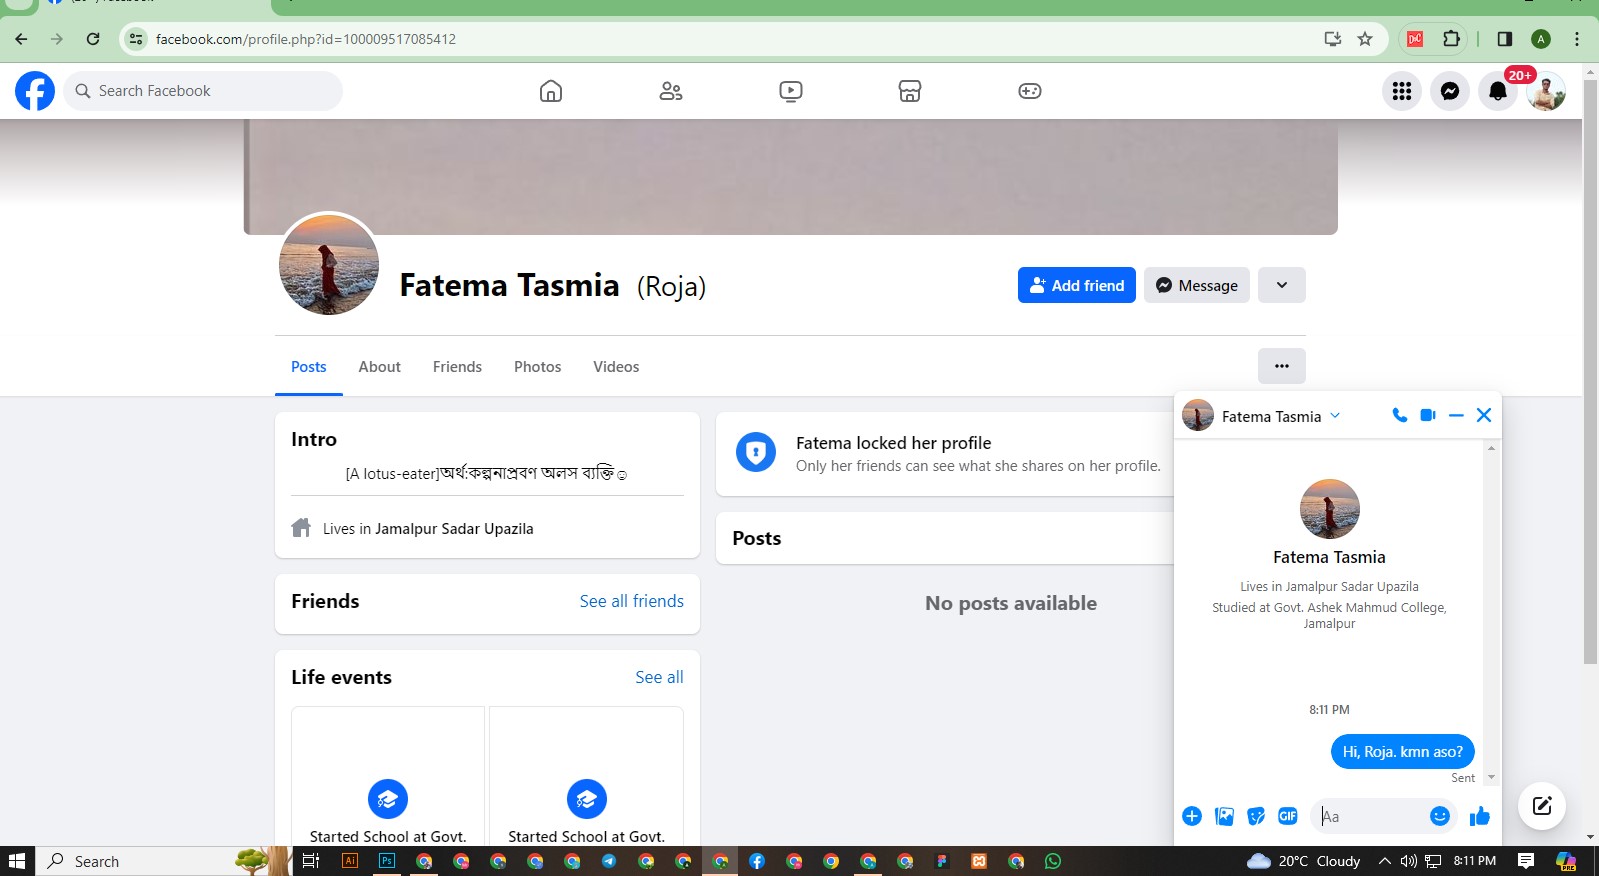 facebook.com/profile.php?id=100009517085412
A
Search Facebook
20+
Fatema Tasmia (Roja)
Add friend
Message
Posts
About
Friends
Photos
Videos
Intro
[A lotus-eater]অর্থ:কল্পনাপ্রবণ অলস ব্যক্তি☺
Lives in Jamalpur Sadar Upazila
Friends
See all friends
Life events
See all
Started School at Govt.
Started School at Govt.
Fatema locked her profile
Only her friends can see what she shares on her profile.
Posts
No posts available
Fatema Tasmia
Fatema Tasmia
Lives in Jamalpur Sadar Upazila
Studied at Govt. Ashek Mahmud College,
Jamalpur
8:11 PM
Hi, Roja. kmn aso?
Sent
GIF
Aa
Search
Ai
Ps
20°C Cloudy
8:11 PM